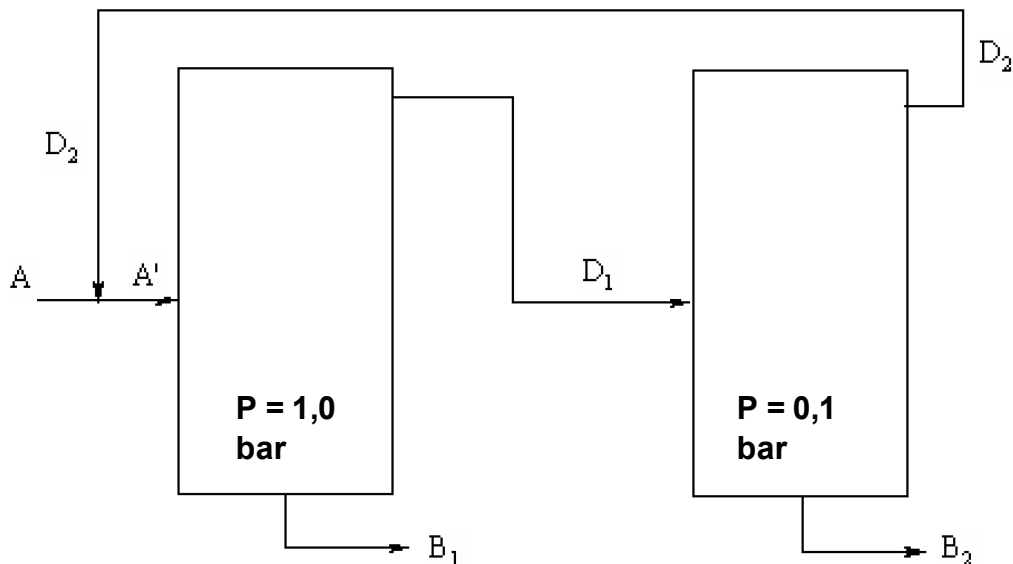 D₂
D₂
A
A'
D₁
P = 1,0
bar
P = 0,1
bar
B₁
B₂